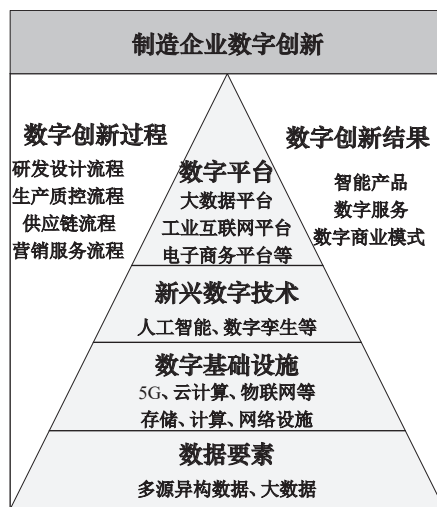 制造企业数字创新
数字创新过程
研发设计流程
生产质控流程
供应链流程
营销服务流程
数字创新结果
智能产品
数字服务
数字商业模式
数字平台
大数据平台
工业互联网平台
电子商务平台等
新兴数字技术
人工智能、数字孪生等
数字基础设施
5G、云计算、物联网等
存储、计算、网络设施
数据要素
多源异构数据、大数据